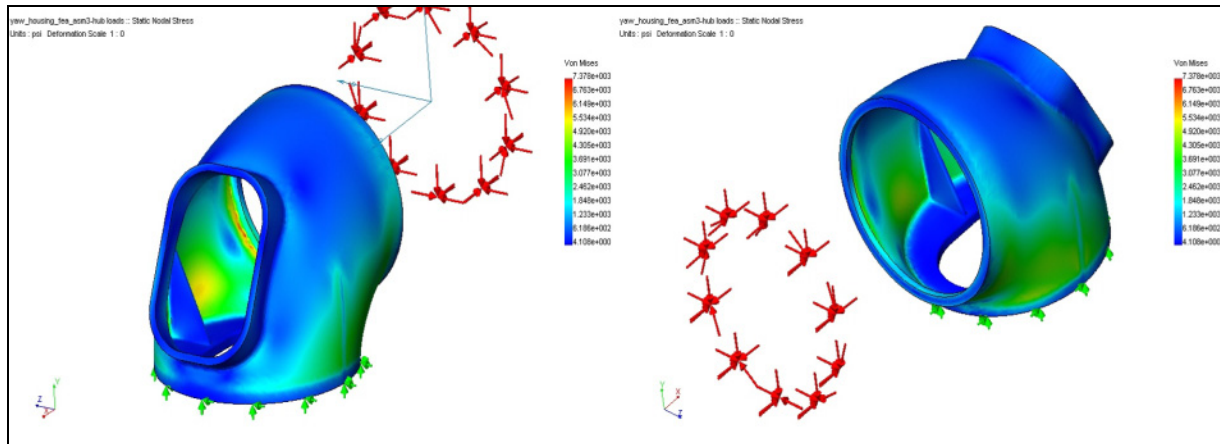 yaw_housing_fea_asm3-hub loads :: Static Nodal Stress
Units : psi Deformation Scale 1 : 0
Von Mises
7.378e+003
6.763e+003
6.149e+003
5.534e+003
4.920e+003
4.305e+003
3.691e+003
3.077e+003
2.462e+003
1.848e+003
1.233e+003
6.186e+002
4.108e+000
Y
Z
X
yaw_housing_fea_asm3-hub loads :: Static Nodal Stress
Units : psi Deformation Scale 1 : 0
Von Mises
7.378e+003
6.763e+003
6.149e+003
5.534e+003
4.920e+003
4.305e+003
3.691e+003
3.077e+003
2.462e+003
1.848e+003
1.233e+003
6.186e+002
4.108e+000
Y
X
Z